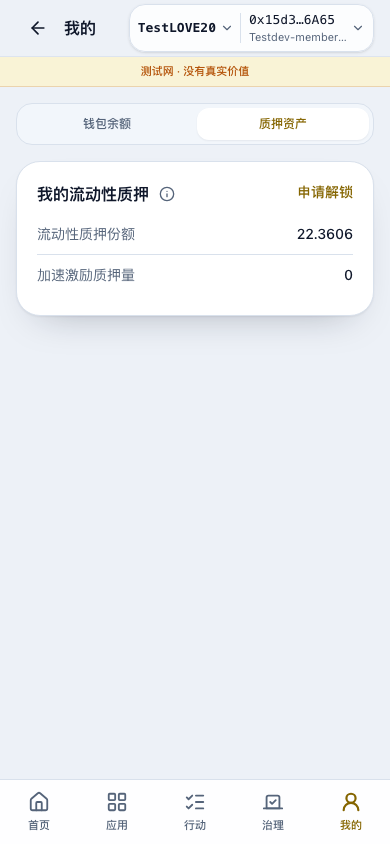 我的
TestLOVE20
0x15d3…6A65
Testdev-member...
测试网 · 没有真实价值
钱包余额
质押资产
我的流动性质押
申请解锁
流动性质押份额
22.3606
加速激励质押量
0
首页
应用
行动
治理
我的